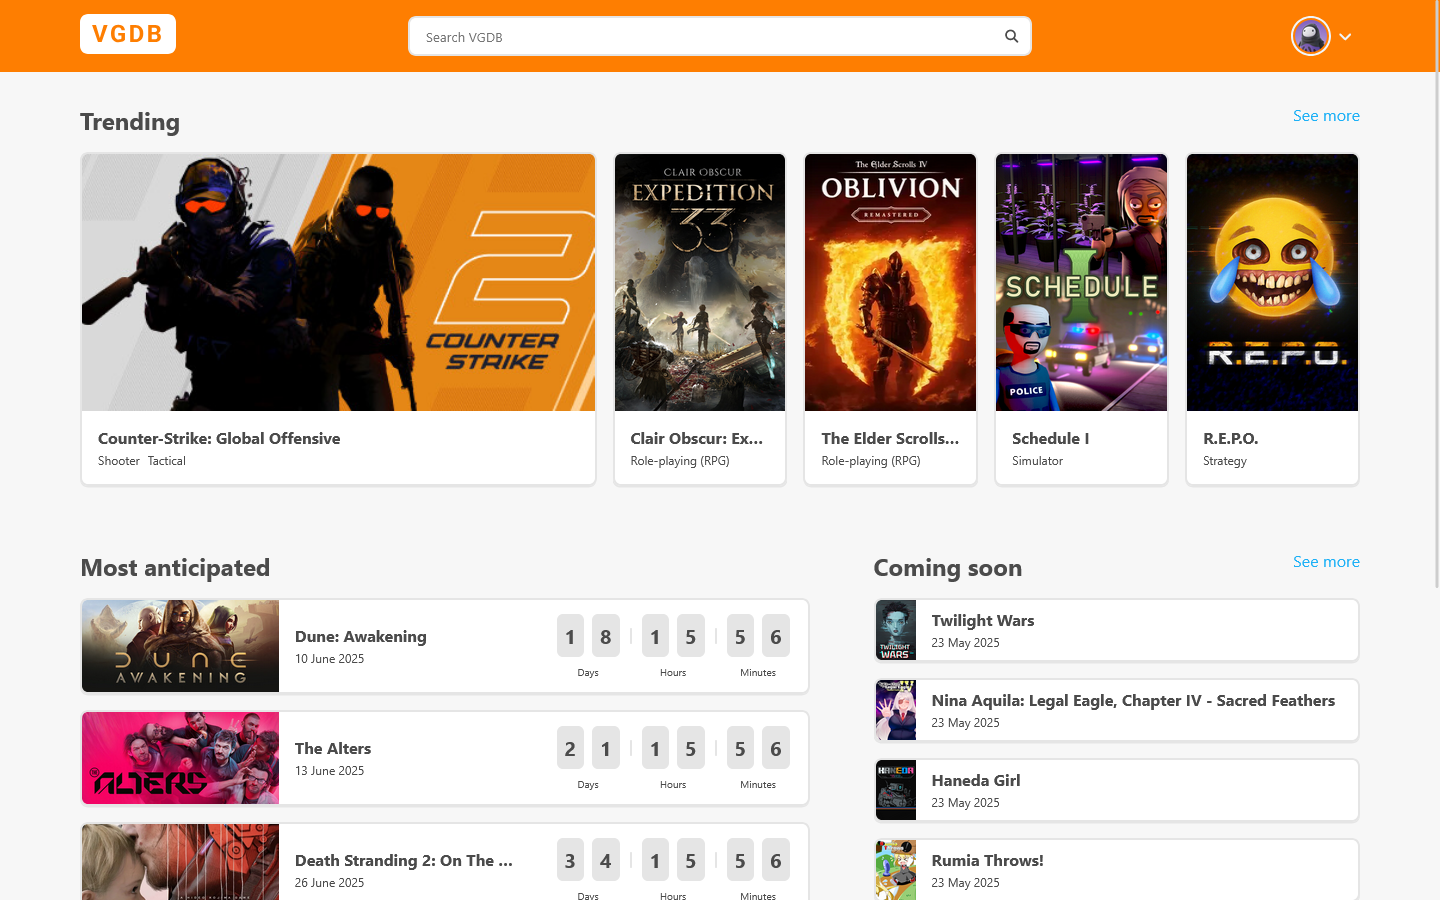 VGDB
Search VGDB
Trending
See more
2
COUNTER
STRIKE
Counter-Strike: Global Offensive
Shooter Tactical
CLAIR OBSCUR
EXPEDITION
33
Clair Obscur: Ex...
Role-playing (RPG)
The Elder Scrolls IV
OBLIVION
REMASTERED
The Elder Scrolls...
Role-playing (RPG)
SCHEDULE
I
POLICE
Schedule I
Simulator
R.E.P.O.
R.E.P.O.
Strategy
Most anticipated
DUNE
AWAKENING
Dune: Awakening
10 June 2025
1 8 1 5 5 6
Days Hours Minutes
THE
ALTERS
The Alters
13 June 2025
2 1 1 5 5 6
Days Hours Minutes
Death Stranding 2: On The ...
26 June 2025
3 4 1 5 5 6
Days Hours Minutes
Coming soon
See more
TWILIGHT
WARS
Twilight Wars
23 May 2025
Nina Aquila: Legal Eagle, Chapter IV - Sacred Feathers
23 May 2025
HANEDA
Haneda Girl
23 May 2025
Rumia Throws!
23 May 2025